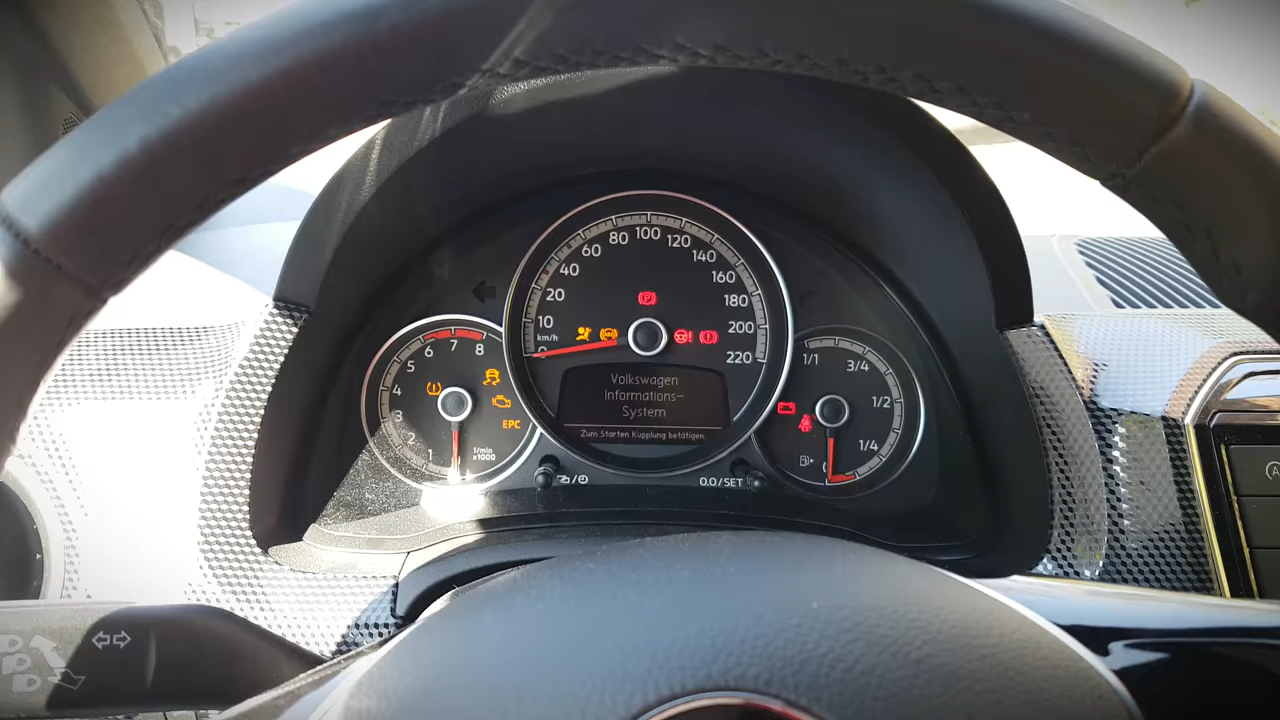 10
20
40
60
80
100
120
140
160
180
200
220
km/h
(P)
(ABS)
1
2
3
4
5
6
7
8
1/min
x1000
EPC
Volkswagen
Informations-
System
Zum Starten Kupplung betätigen.
1/1
3/4
1/2
1/4
0.0/SET